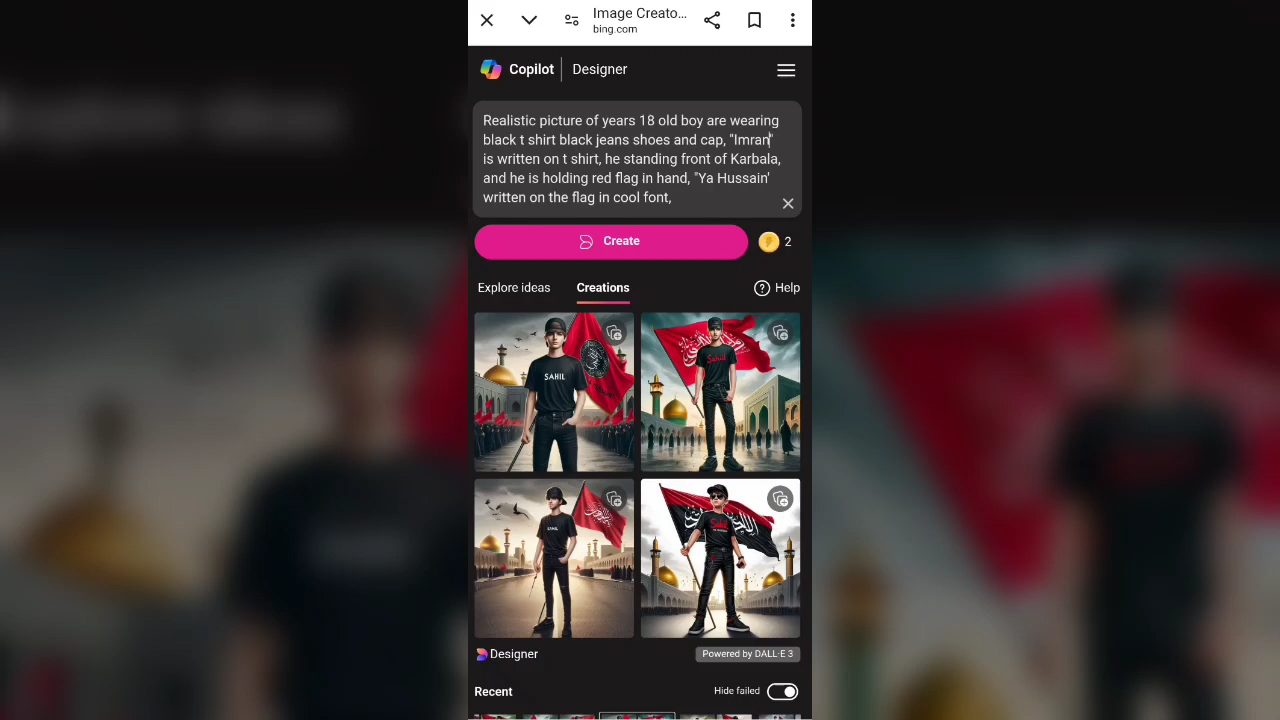 Image Creato...
bing.com
Copilot | Designer
Realistic picture of years 18 old boy are wearing
black t shirt black jeans shoes and cap, "Imran"
is written on t shirt, he standing front of Karbala,
and he is holding red flag in hand, "Ya Hussain'
written on the flag in cool font,
Create
2
Explore ideas
Creations
Help
SAHIL
Sahil
SAHIL
Sahil
Designer
Powered by DALL·E 3
Recent
Hide failed